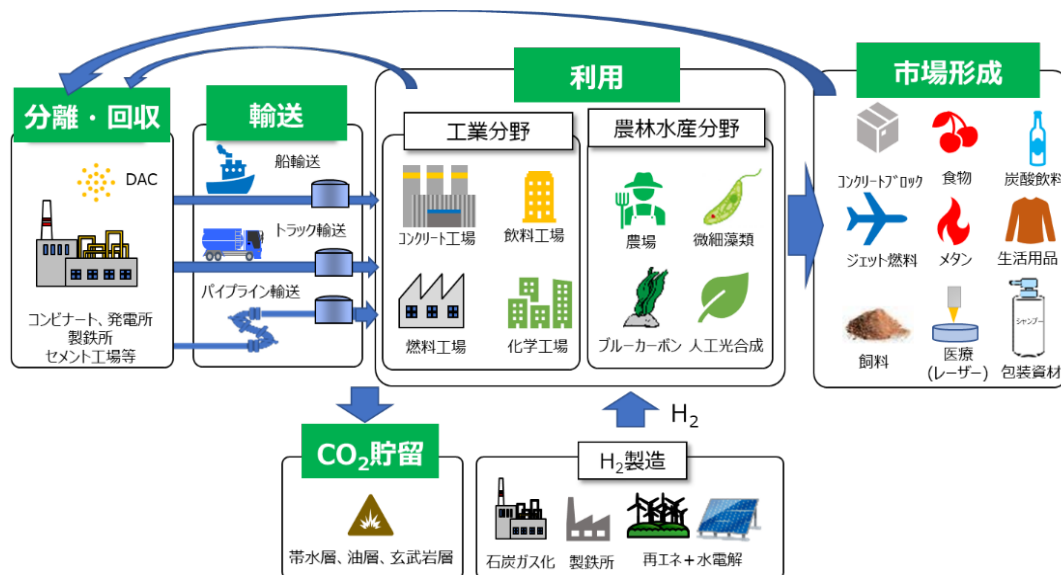 分離・回収
DAC
コンビナート、発電所
製鉄所
セメント工場等
輸送
船輸送
トラック輸送
パイプライン輸送
利用
工業分野
コンクリート工場
飲料工場
燃料工場
化学工場
農林水産分野
農場
微細藻類
ブルーカーボン
人工光合成
市場形成
コンクリートブロック
食物
炭酸飲料
ジェット燃料
メタン
生活用品
飼料
医療
(レーザー)
シャンプー
包装資材
CO₂貯留
帯水層、油層、玄武岩層
H₂
H₂製造
石炭ガス化
製鉄所
再エネ+水電解